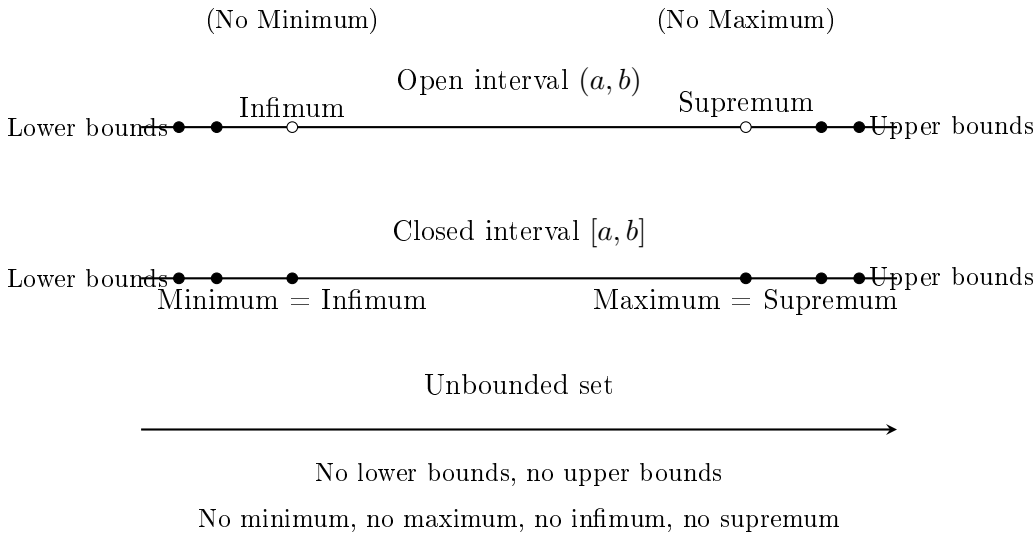 (No Minimum) (No Maximum)
Open interval (a, b)
Infimum Supremum
Lower bounds Upper bounds
Closed interval [a, b]
Lower bounds Upper bounds
Minimum = Infimum Maximum = Supremum
Unbounded set
No lower bounds, no upper bounds
No minimum, no maximum, no infimum, no supremum